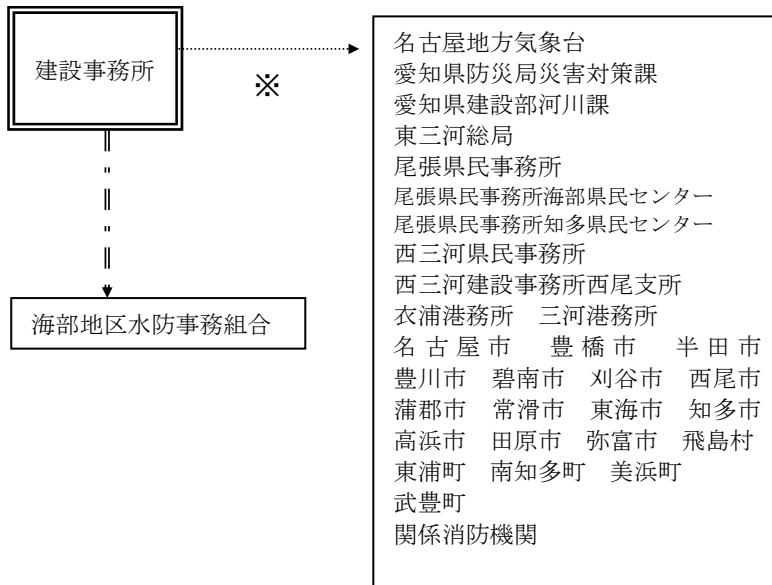 建設事務所
※
海部地区水防事務組合
名古屋地方気象台
愛知県防災局災害対策課
愛知県建設部河川課
東三河総局
尾張県民事務所
尾張県民事務所海部県民センター
尾張県民事務所知多県民センター
西三河県民事務所
西三河建設事務所西尾支所
衣浦港務所　三河港務所
名古屋市　豊橋市　半田市
豊川市　碧南市　刈谷市　西尾市
蒲郡市　常滑市　東海市　知多市
高浜市　田原市　弥富市　飛島村
東浦町　南知多町　美浜町
武豊町
関係消防機関